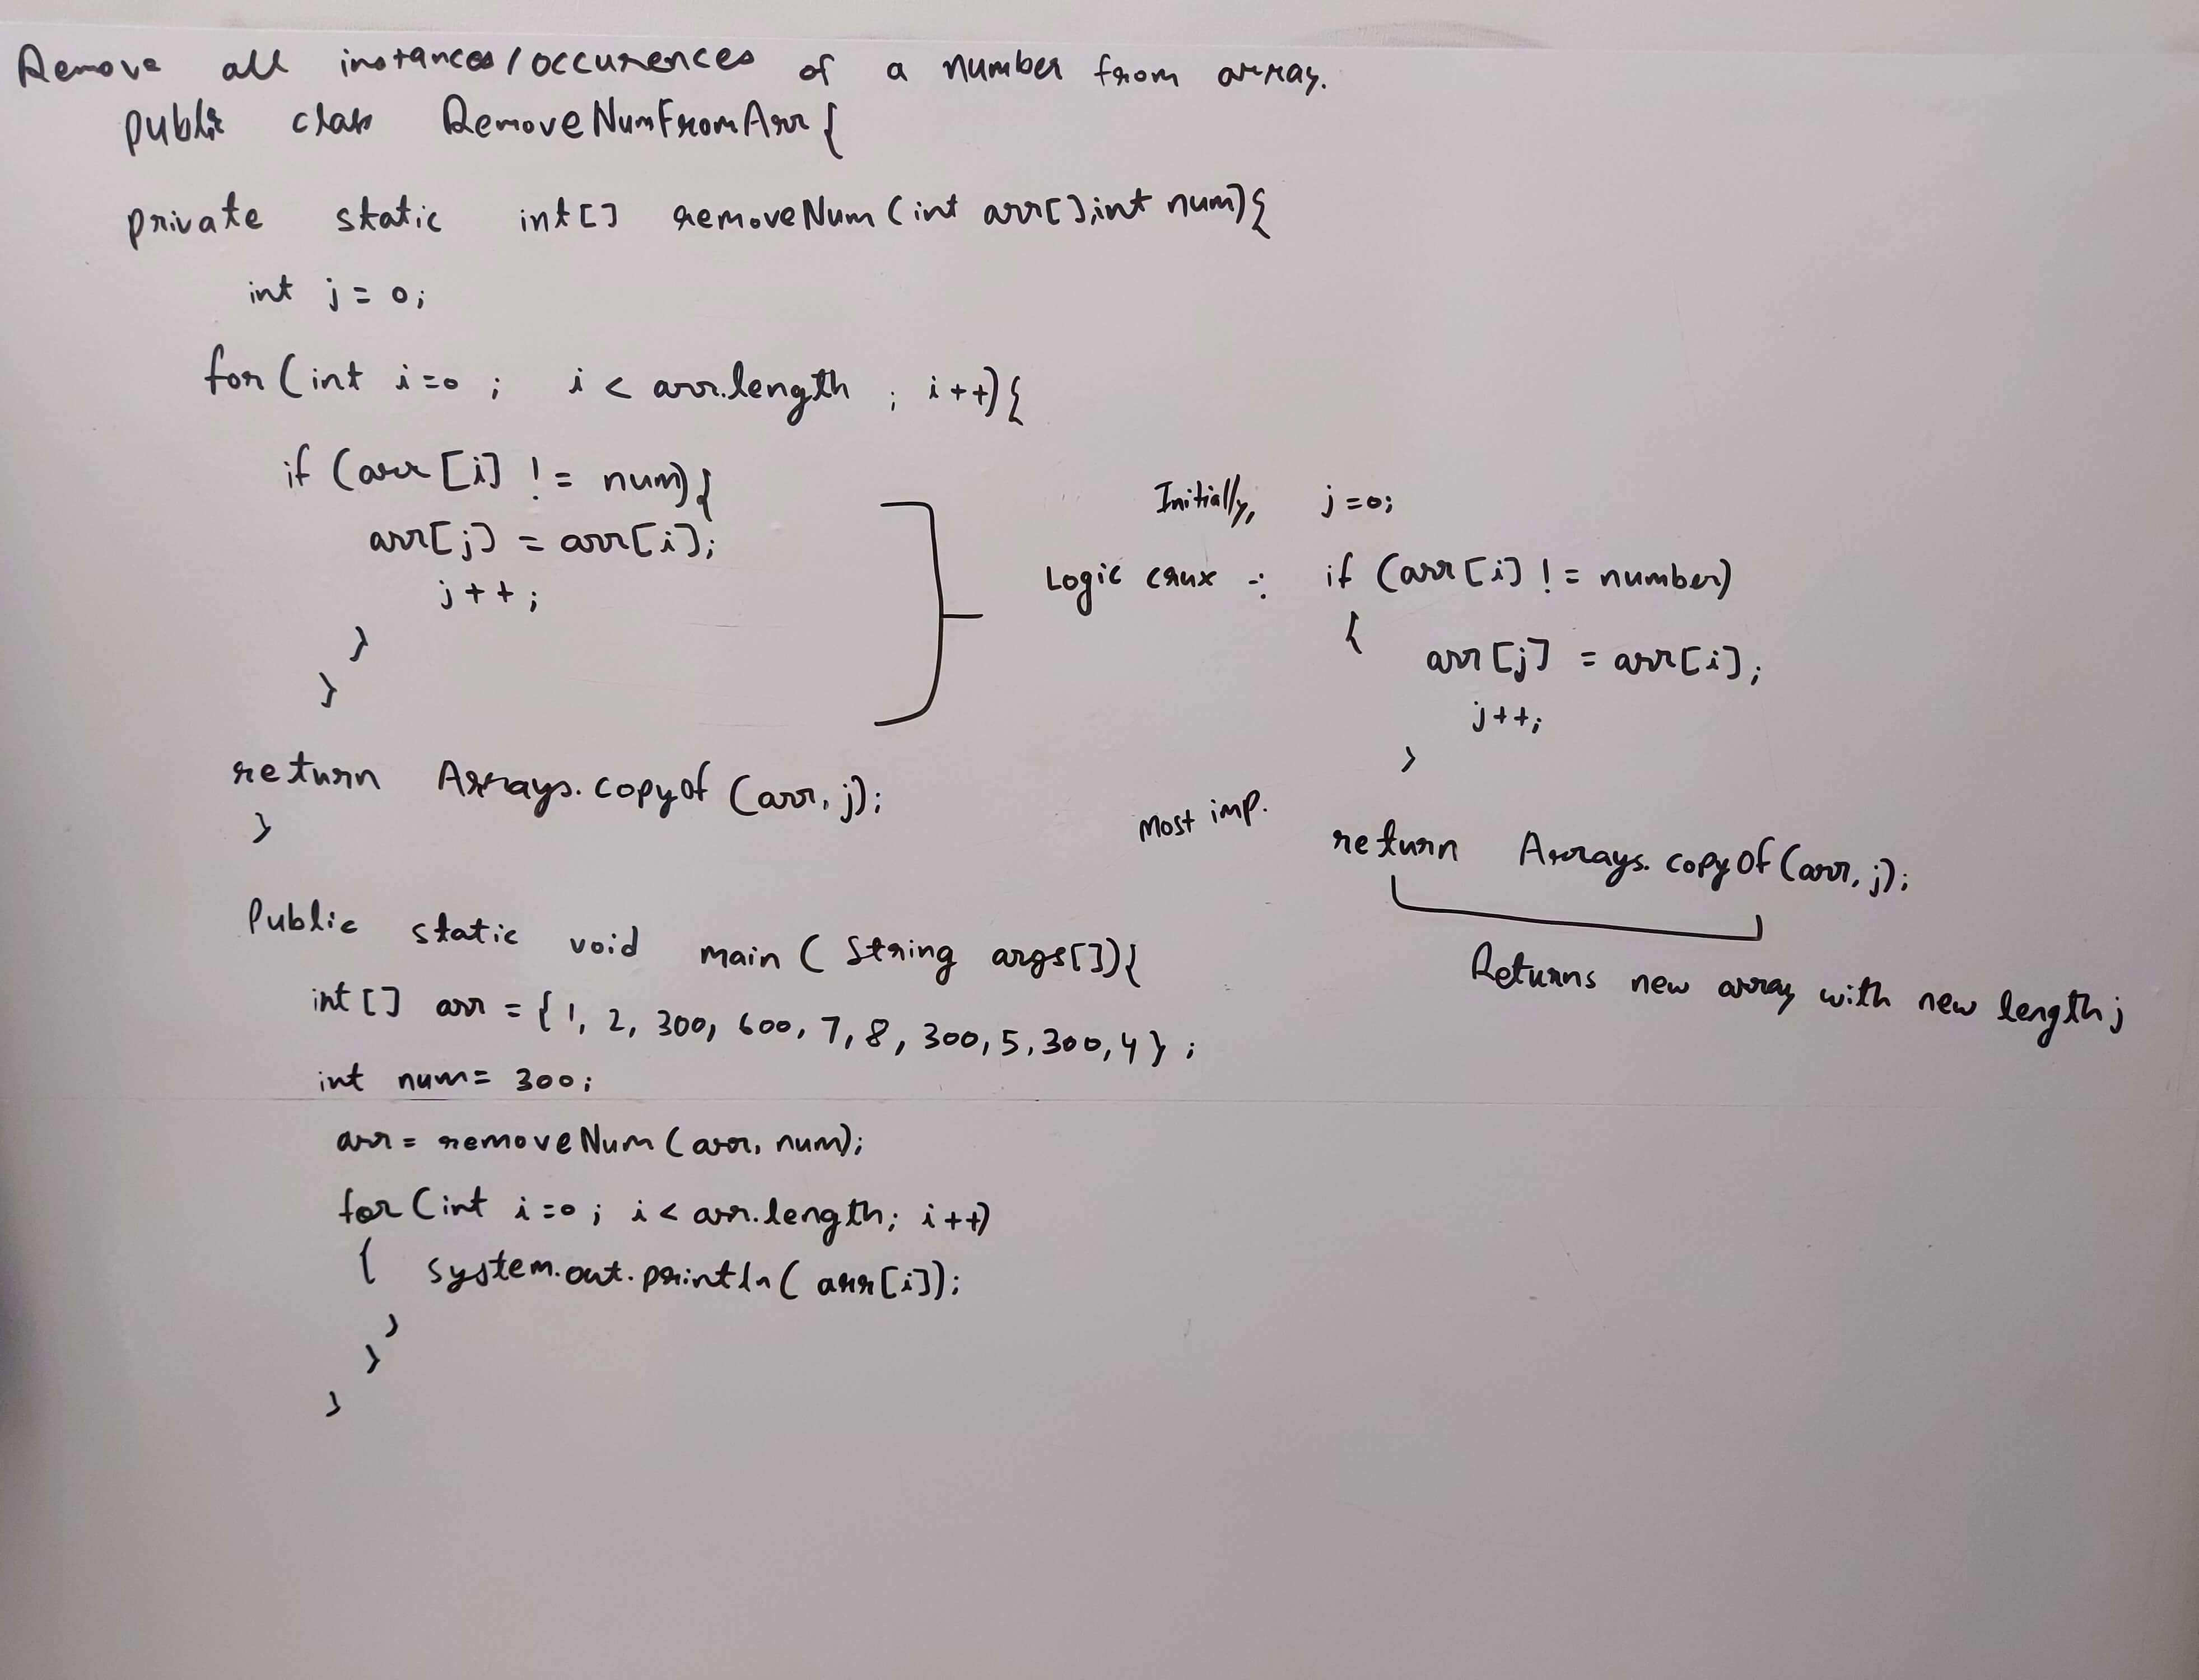 Remove all instances/occurences of a number from array.
public class RemoveNumFromArr{
private static int[] removeNum(int arr[],int num){
int j = 0;
for(int i=0 ; i < arr.length ; i++){
if (arr[i] != num){
arr[j] = arr[i];
j++;
}
}
return Arrays.copyof (arr, j);
}
Initially, j=0;
Logic crux -: if (arr[i] != number)
{
arr[j] = arr[i];
j++;
}
Most imp. return Arrays.copyOf(arr, j);
Returns new array with new length j
Public static void main ( String args[]){
int[] arr = {1, 2, 300, 600, 7, 8, 300, 5, 300, 4};
int num= 300;
arr = removeNum(arr, num);
for(int i=0; i< arr.length; i++)
{ system.out.println( arr[i]);
}
}
}